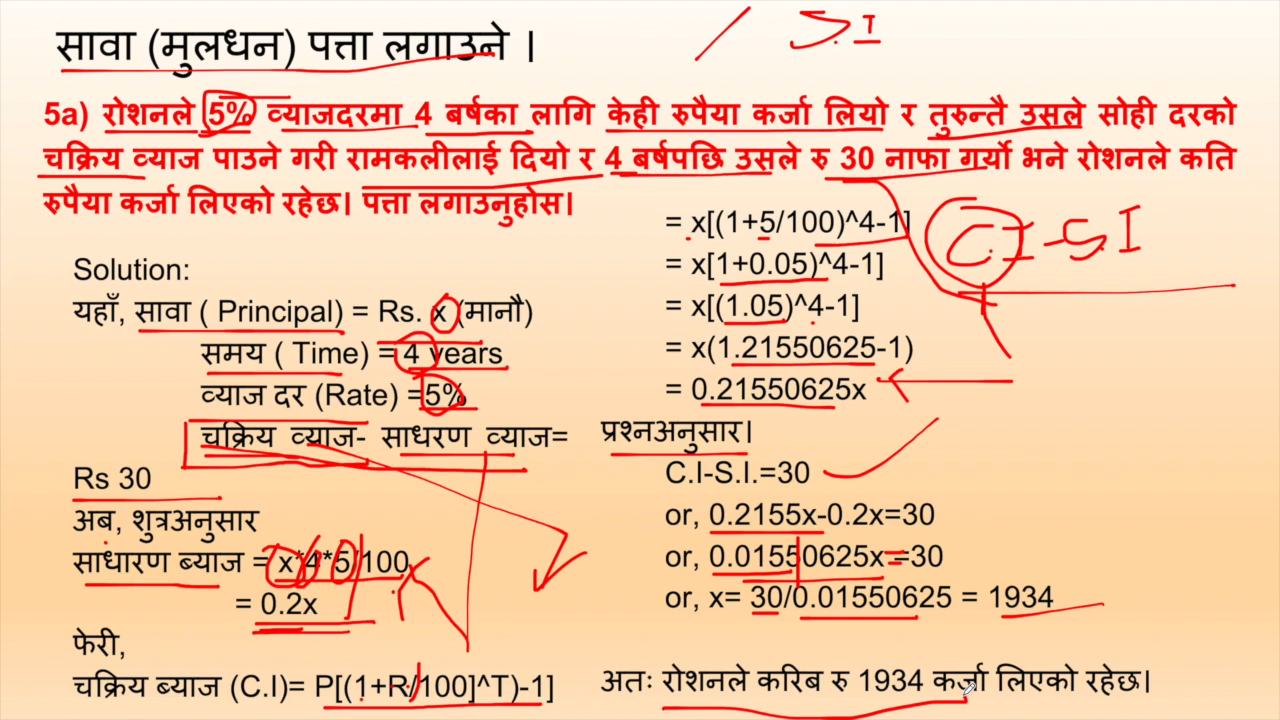 सावा (मुलधन) पत्ता लगाउने ।
/ S.I
5a) रोशनले 5% व्याजदरमा 4 बर्षका लागि केही रुपैया कर्जा लियो र तुरुन्तै उसले सोही दरको
चक्रिय व्याज पाउने गरी रामकलीलाई दियो र 4 बर्षपछि उसले रु 30 नाफा गर्यो भने रोशनले कति
रुपैया कर्जा लिएको रहेछ। पत्ता लगाउनुहोस।
Solution:
यहाँ, सावा ( Principal) = Rs. x (मानौ)
समय ( Time) = 4 years
व्याज दर (Rate) =5%
चक्रिय व्याज- साधरण व्याज=
Rs 30
अब, शुत्रअनुसार
साधारण ब्याज = x*4*5/100
= 0.2x
फेरी,
चक्रिय ब्याज (C.I)= P[(1+R/100]^T)-1]
= x[(1+5/100)^4-1]
= x[1+0.05)^4-1]
= x[(1.05)^4-1]
= x(1.21550625-1)
= 0.21550625x
C.I-S.I
प्रश्नअनुसार।
C.I-S.I.=30
or, 0.2155x-0.2x=30
or, 0.01550625x =30
or, x= 30/0.01550625 = 1934
अतः रोशनले करिब रु 1934 कर्जा लिएको रहेछ।